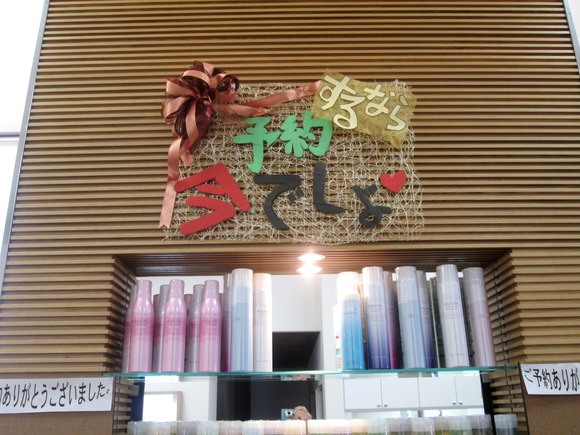 予約
するなら
今でしょ
約ありがとうございました。
ご予約ありが